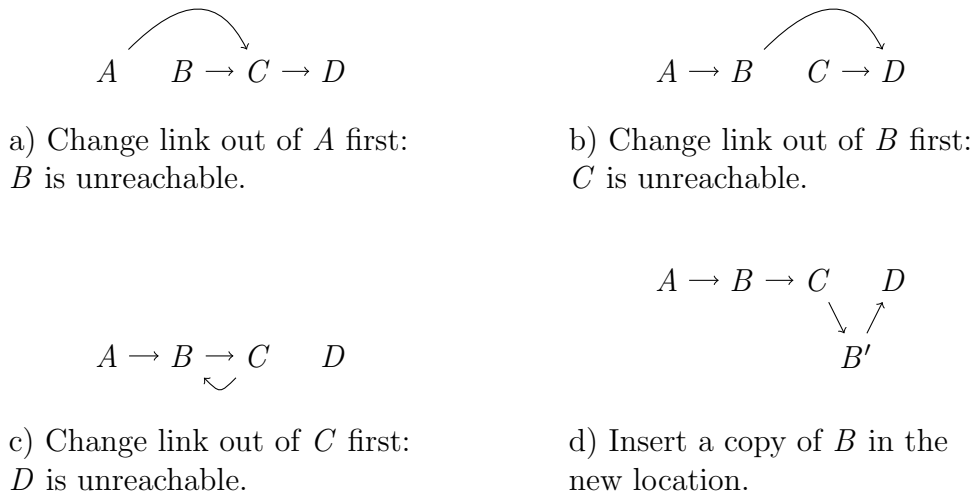 A B → C → D
A → B C → D
a) Change link out of A first:
B is unreachable.
b) Change link out of B first:
C is unreachable.
A → B → C D
B′
A → B → C D
c) Change link out of C first:
D is unreachable.
d) Insert a copy of B in the
new location.